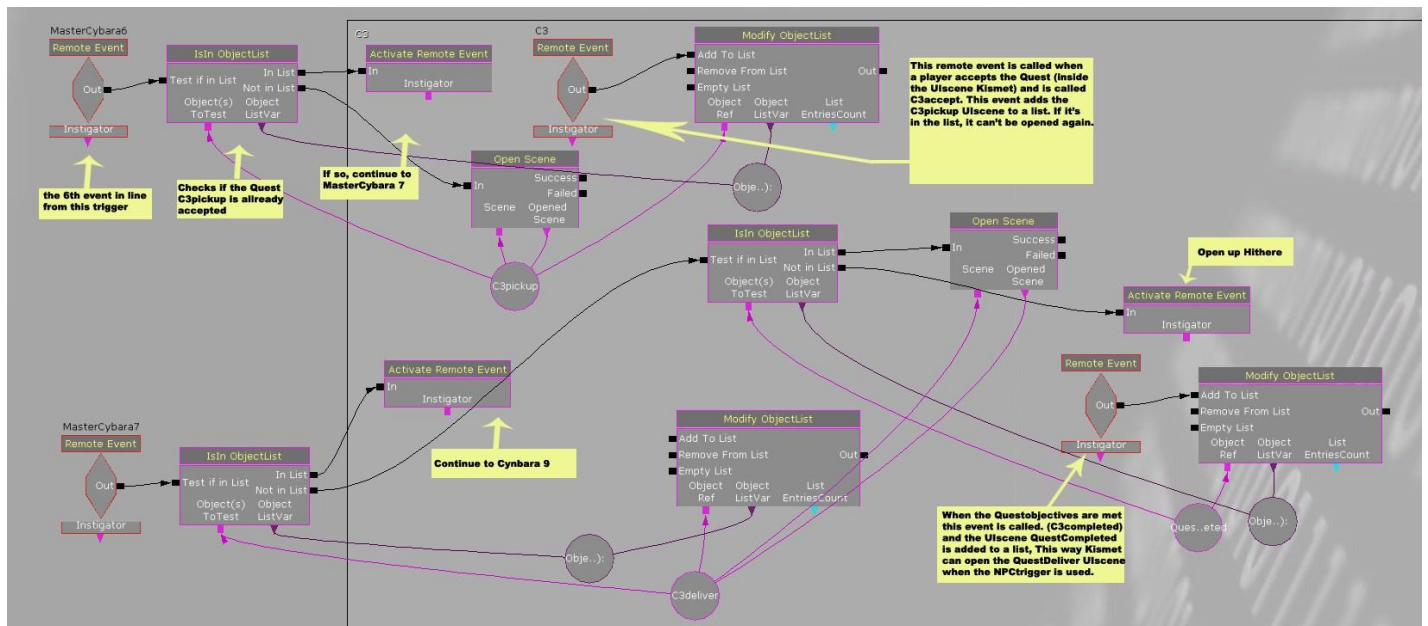 MasterCybara6
Remote Event
Out
Instigator
the 6th event in line
from this trigger
IsIn ObjectList
Test if in List
In List
Not in List
Object(s)
ToTest
Object
ListVar
Checks if the Quest
C3pickup is allready
accepted
C3
Activate Remote Event
In
Instigator
If so, continue to
MasterCybara 7
C3
Remote Event
Out
Instigator
Open Scene
In
Success
Failed
Scene
Opened
Scene
C3pickup
Modify ObjectList
Add To List
Remove From List
Empty List
Out
Object
Ref
Object
ListVar
List
EntriesCount
Obje..):
This remote event is called when
a player accepts the Quest (inside
the UIscene Kismet) and is called
C3accept. This event adds the
C3pickup UIscene to a list. If it's
in the list, it can't be opened again.
IsIn ObjectList
Test if in List
In List
Not in List
Object(s)
ToTest
Object
ListVar
Open Scene
In
Success
Failed
Scene
Opened
Scene
Open up Hithere
Activate Remote Event
In
Instigator
Remote Event
Out
Instigator
Modify ObjectList
Add To List
Remove From List
Empty List
Out
Object
Ref
Object
ListVar
List
EntriesCount
Ques..eted
Obje..):
When the Questobjectives are met
this event is called. (C3completed)
and the UIscene QuestCompleted
is added to a list, This way Kismet
can open the QuestDeliver UIscene
when the NPCtrigger is used.
MasterCybara7
Remote Event
Out
Instigator
IsIn ObjectList
Test if in List
In List
Not in List
Object(s)
ToTest
Object
ListVar
Activate Remote Event
In
Instigator
Continue to Cynbara 9
Modify ObjectList
Add To List
Remove From List
Empty List
Out
Object
Ref
Object
ListVar
List
EntriesCount
Obje..):
C3deliver